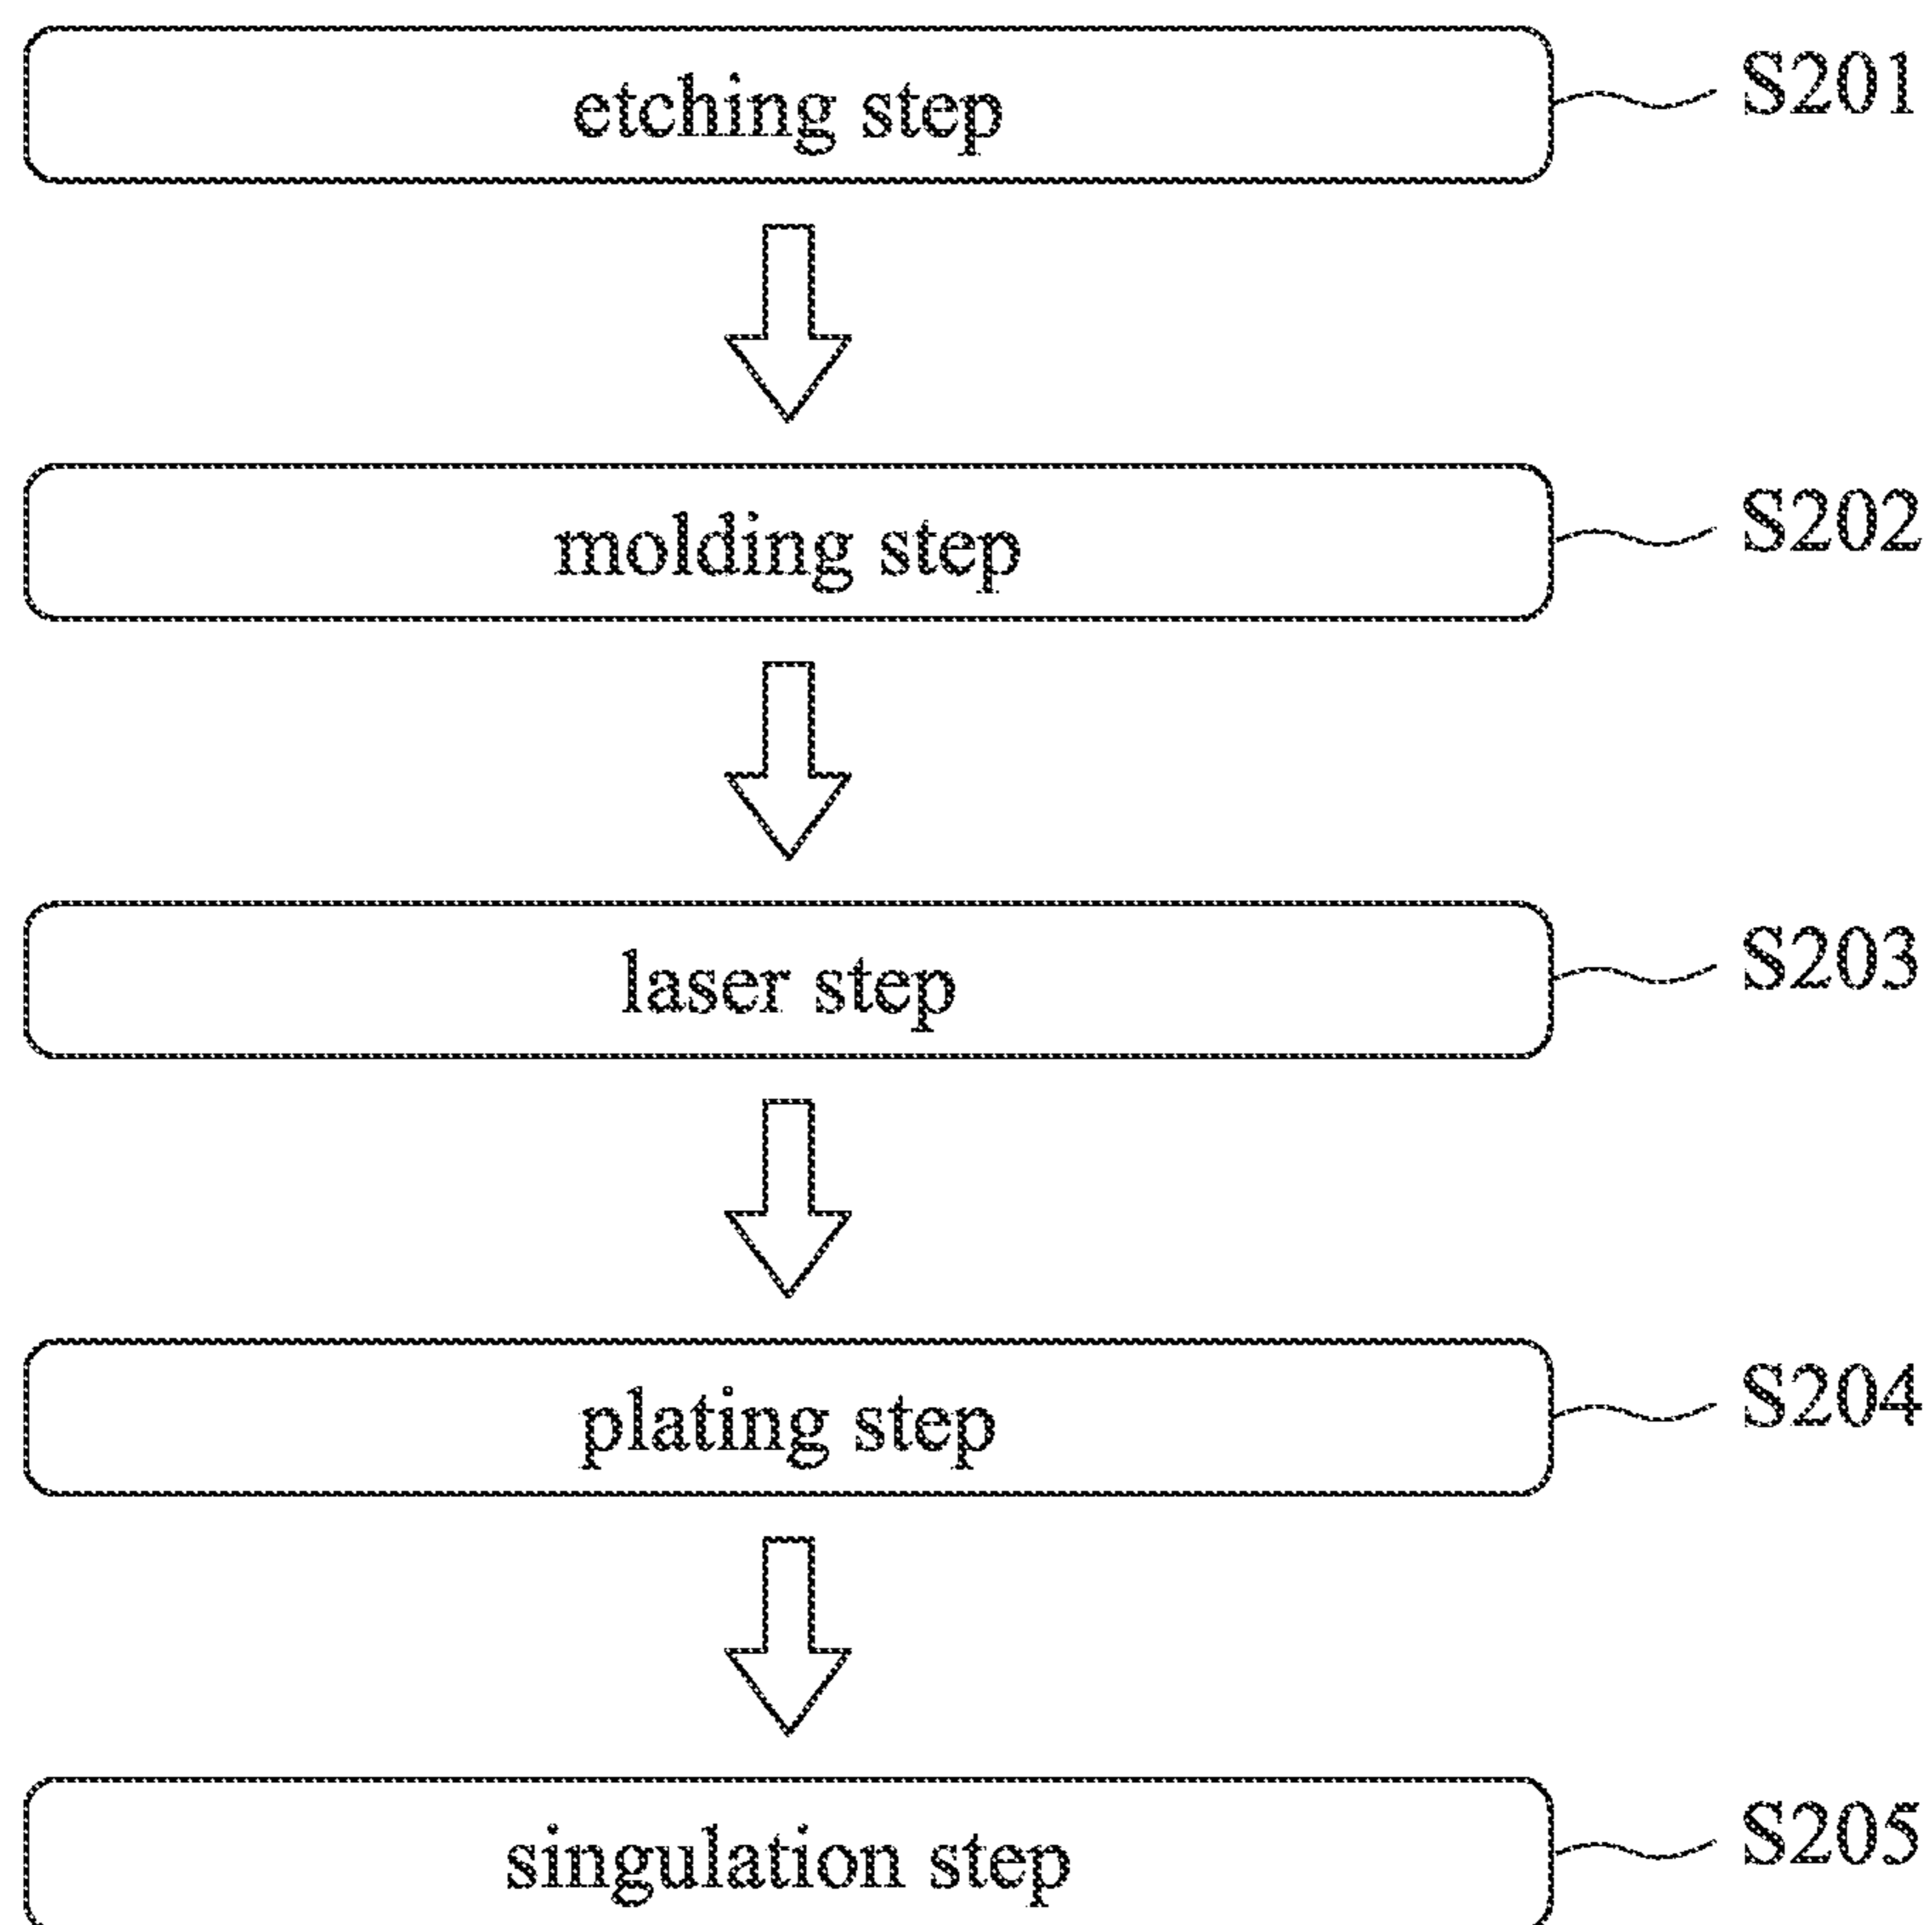 etching step S201
molding step S202
laser step S203
plating step S204
singulation step S205